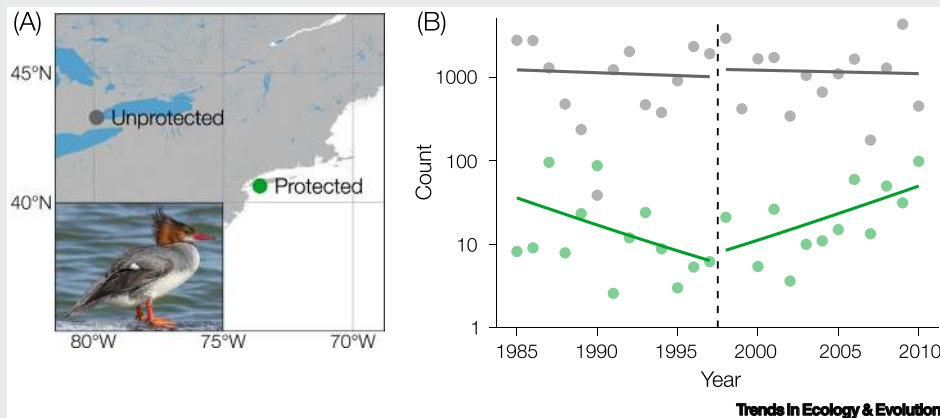 (A)
45°N
40°N
Unprotected
Protected
80°W 75°W 70°W
(B)
Count
1000
100
10
1
1985 1990 1995 2000 2005 2010
Year
Trends in Ecology & Evolution